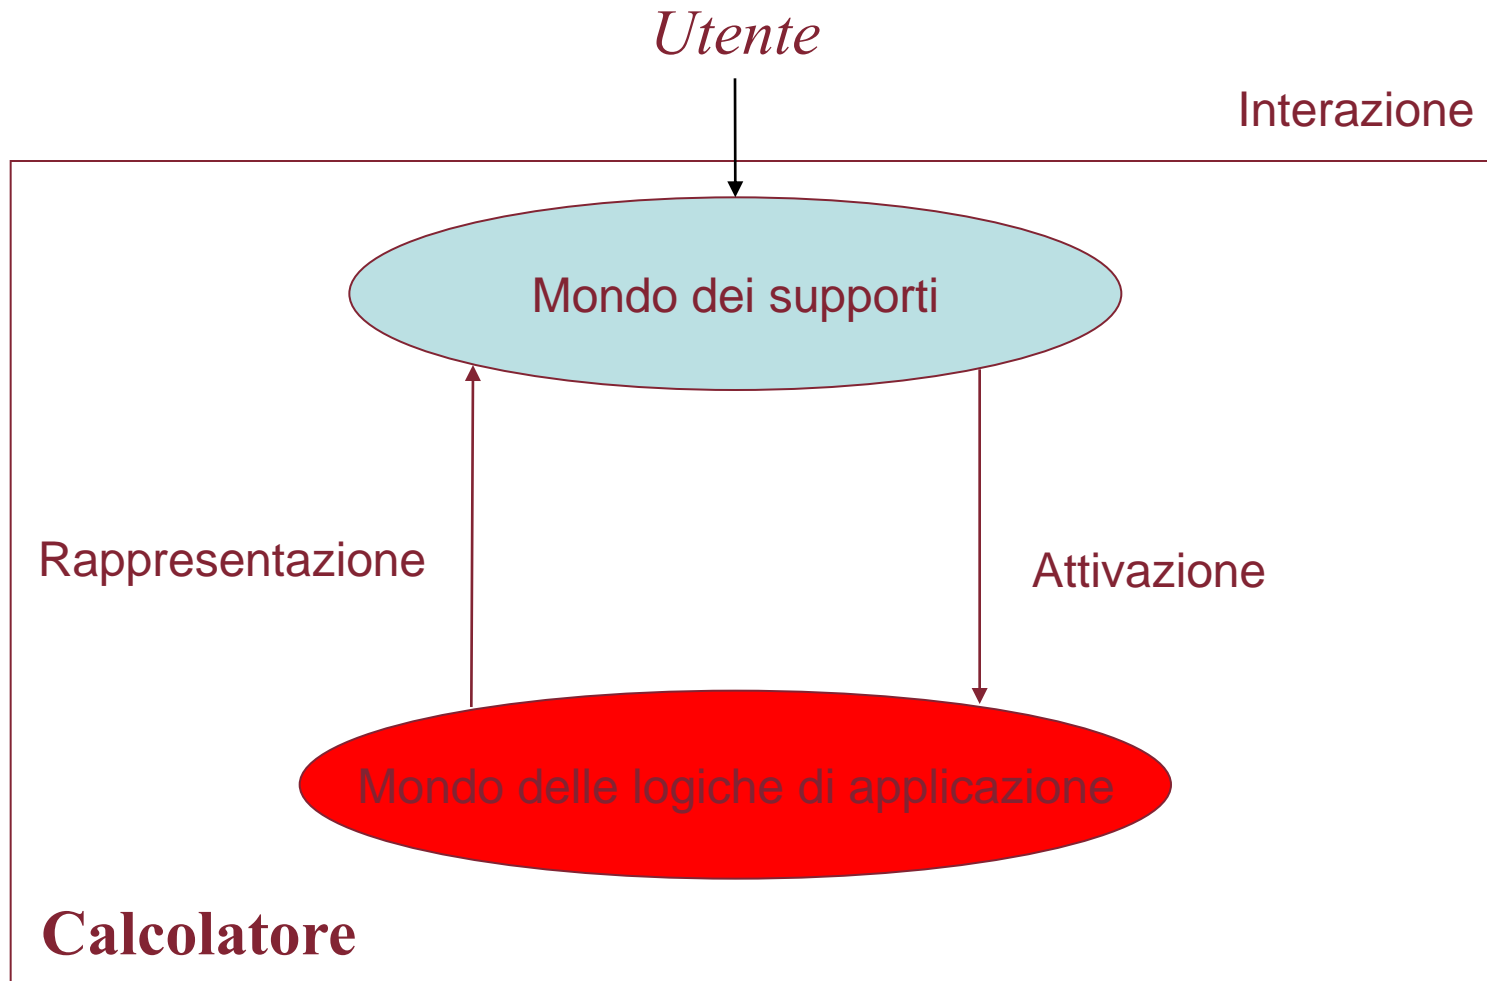 Utente
Interazione
Mondo dei supporti
Rappresentazione
Attivazione
Mondo delle logiche di applicazione
Calcolatore